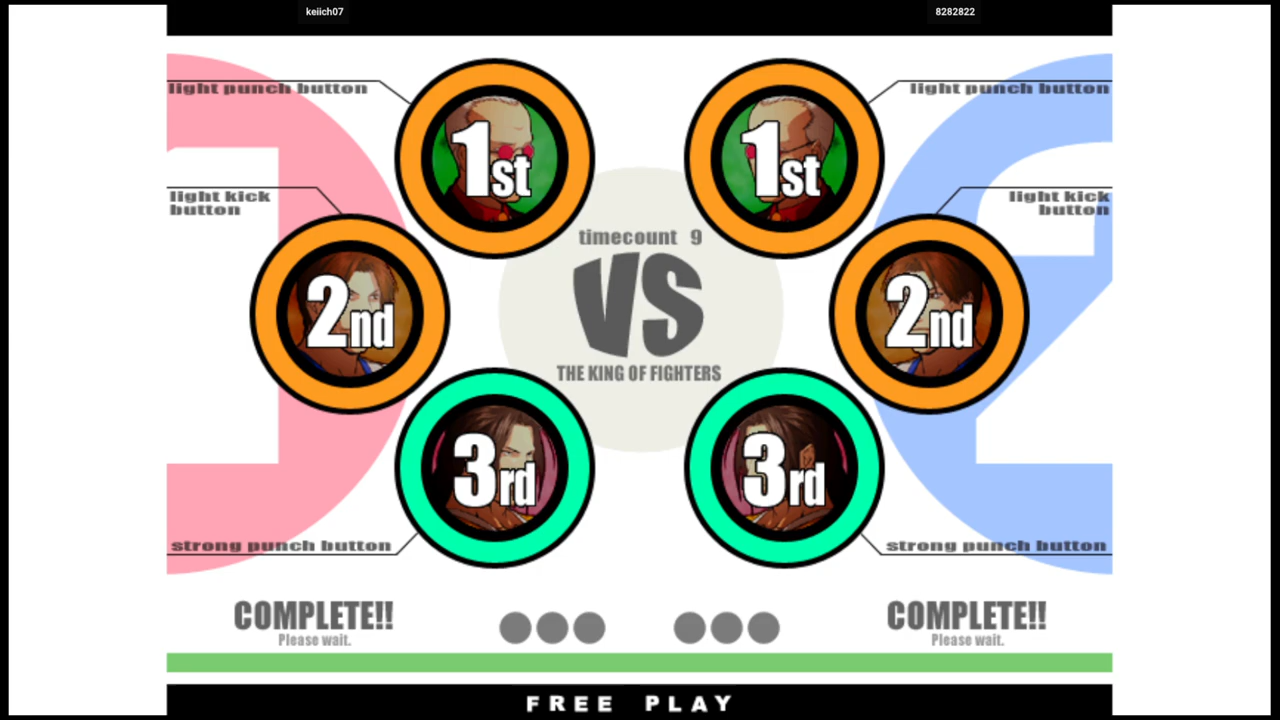 keiich07
8282822
light punch button
light punch button
1st
1st
light kick
button
light kick
button
timecount 9
VS
THE KING OF FIGHTERS
2nd
2nd
3rd
3rd
strong punch button
strong punch button
COMPLETE!!
Please wait.
COMPLETE!!
Please wait.
FREE PLAY